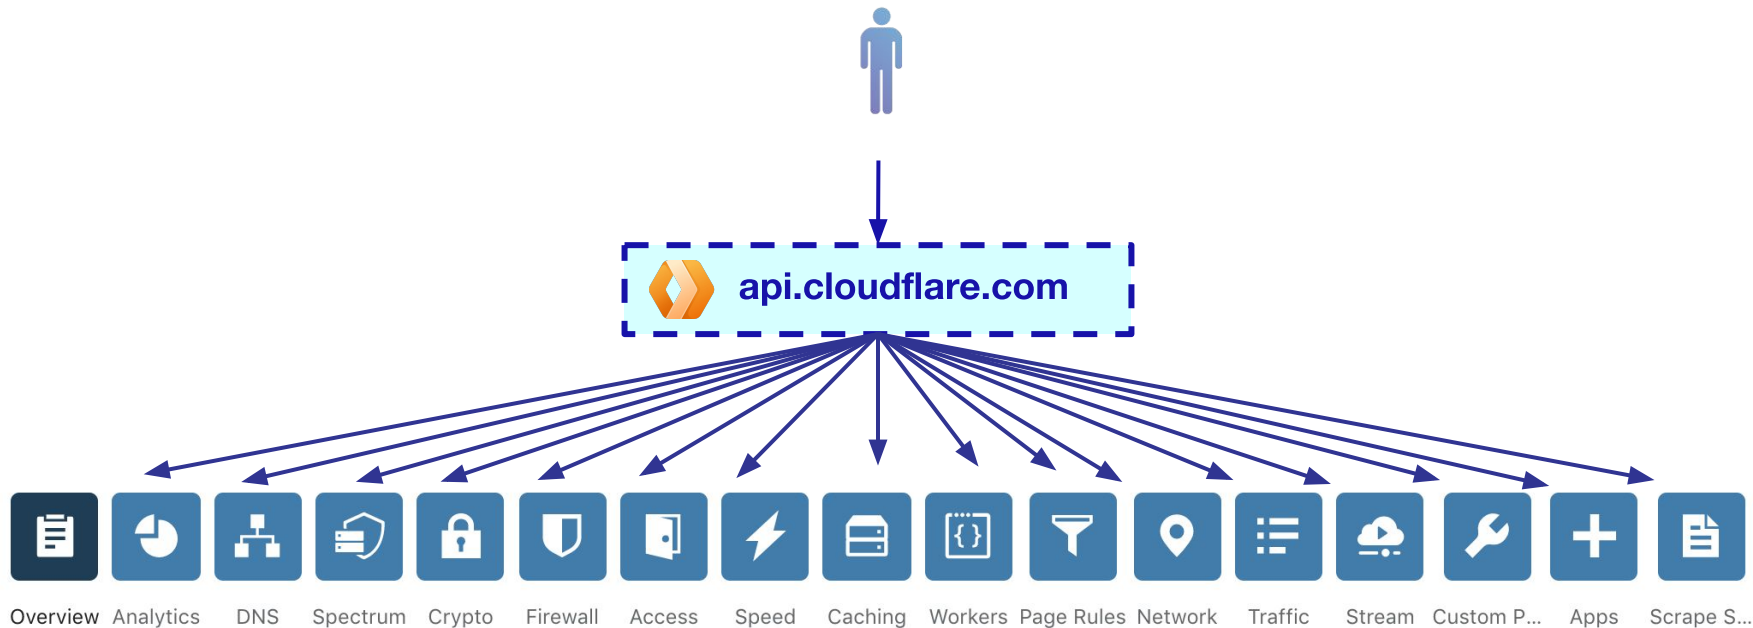 api.cloudflare.com
Overview Analytics DNS Spectrum Crypto Firewall Access Speed Caching Workers Page Rules Network Traffic Stream Custom P... Apps Scrape S...